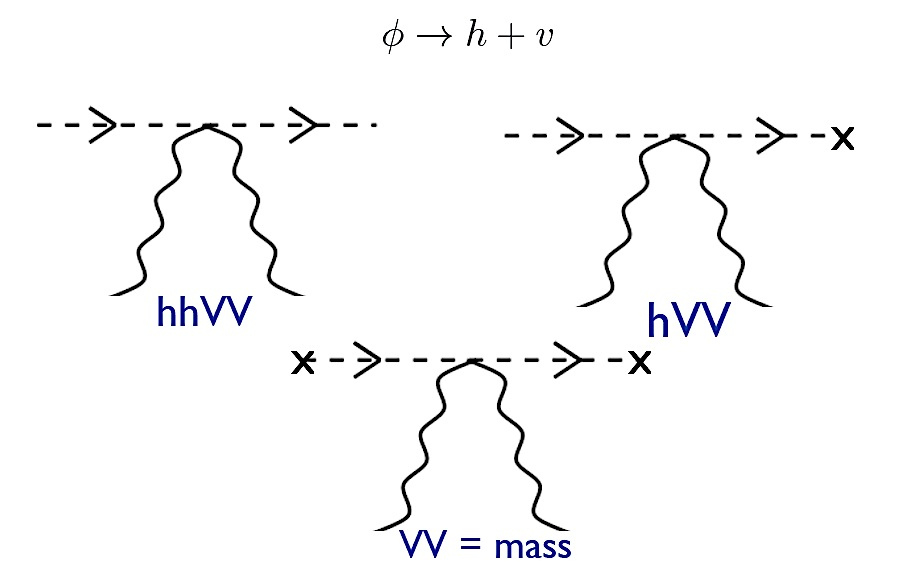 ϕ → h + v
x
hhVV
hVV
x x
VV = mass